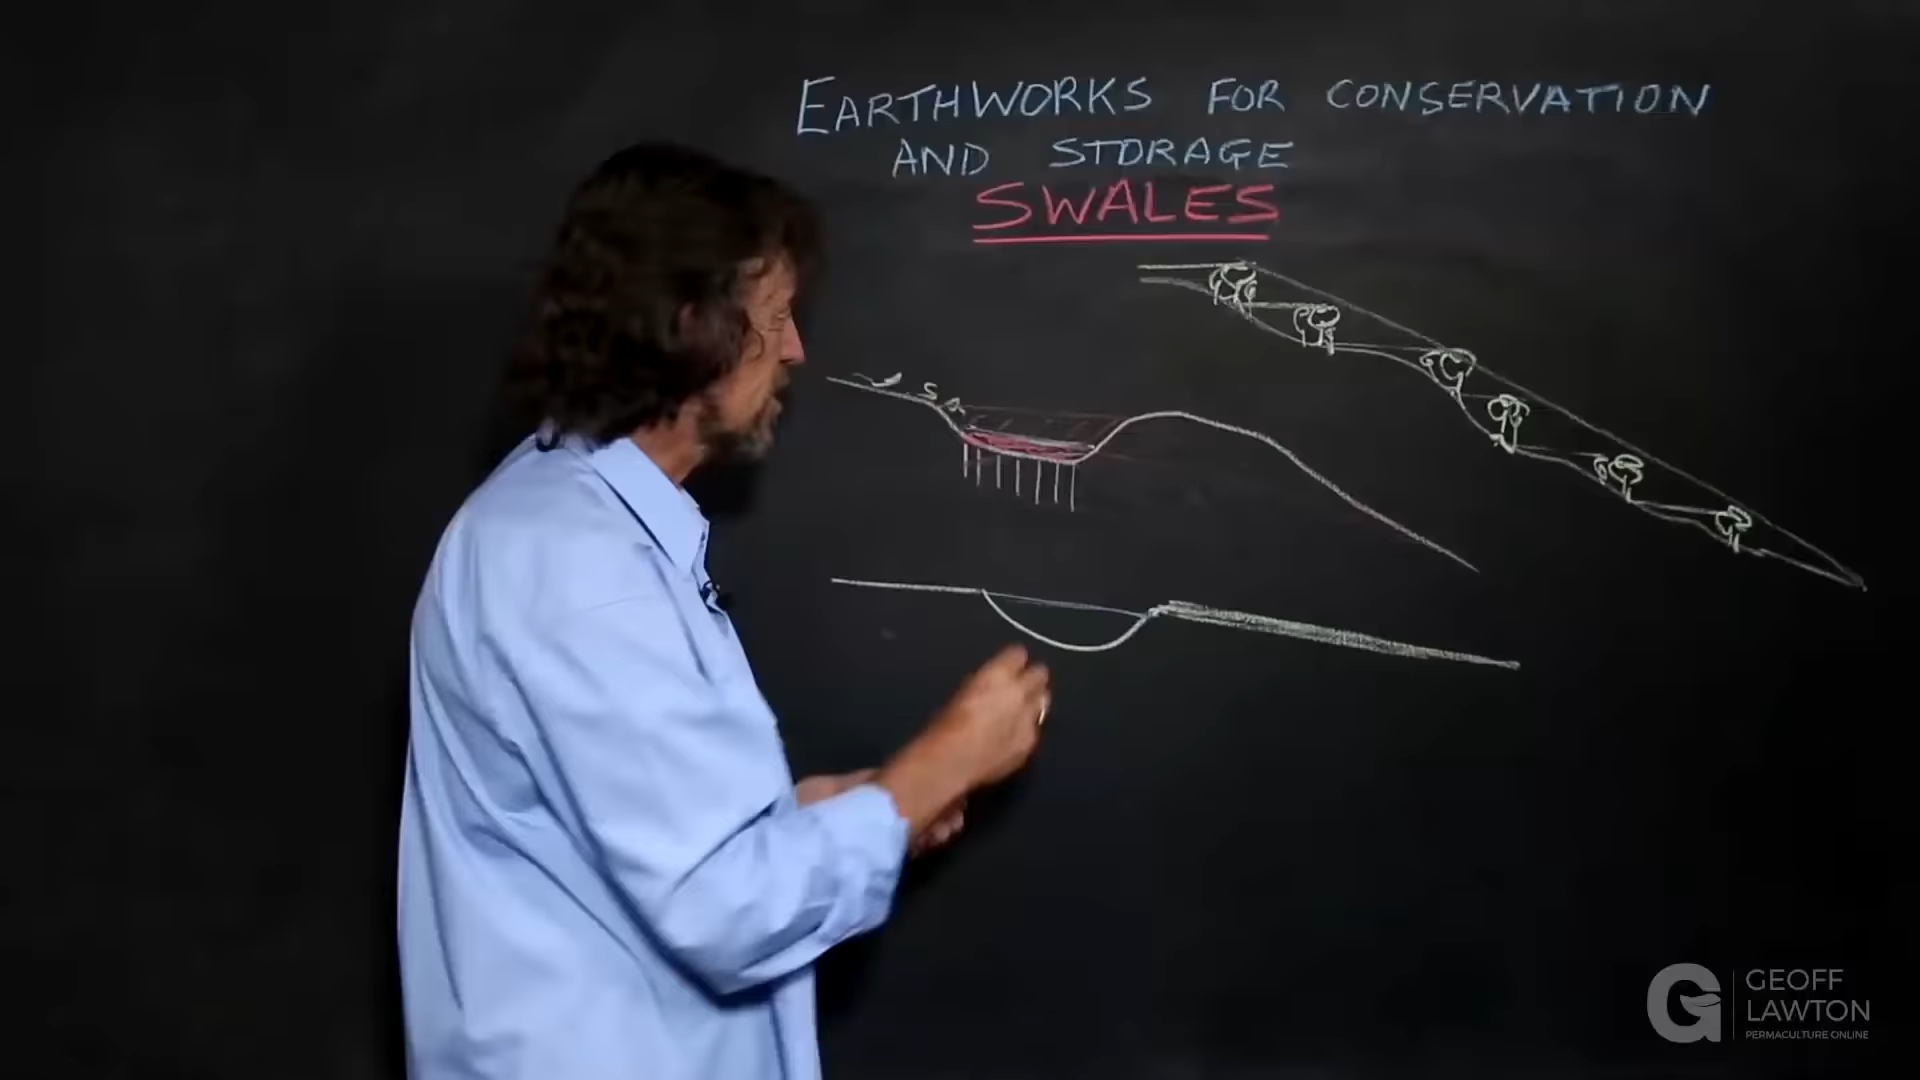 EARTHWORKS FOR CONSERVATION
AND STORAGE
SWALES
GEOFF
LAWTON
PERMACULTURE ONLINE